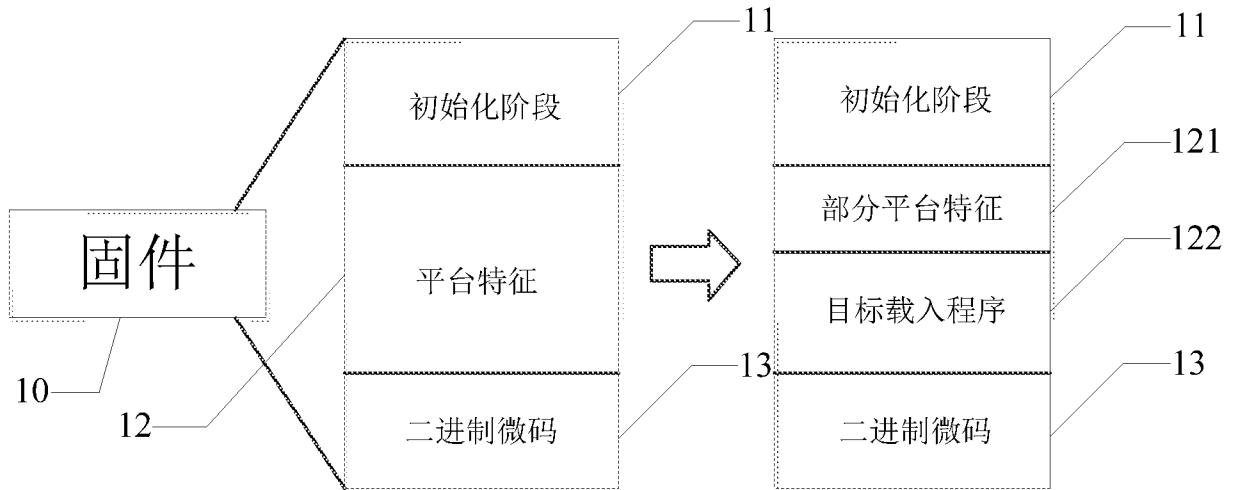 固件
10
11
初始化阶段
12
平台特征
13
二进制微码
11
初始化阶段
121
部分平台特征
122
目标载入程序
13
二进制微码